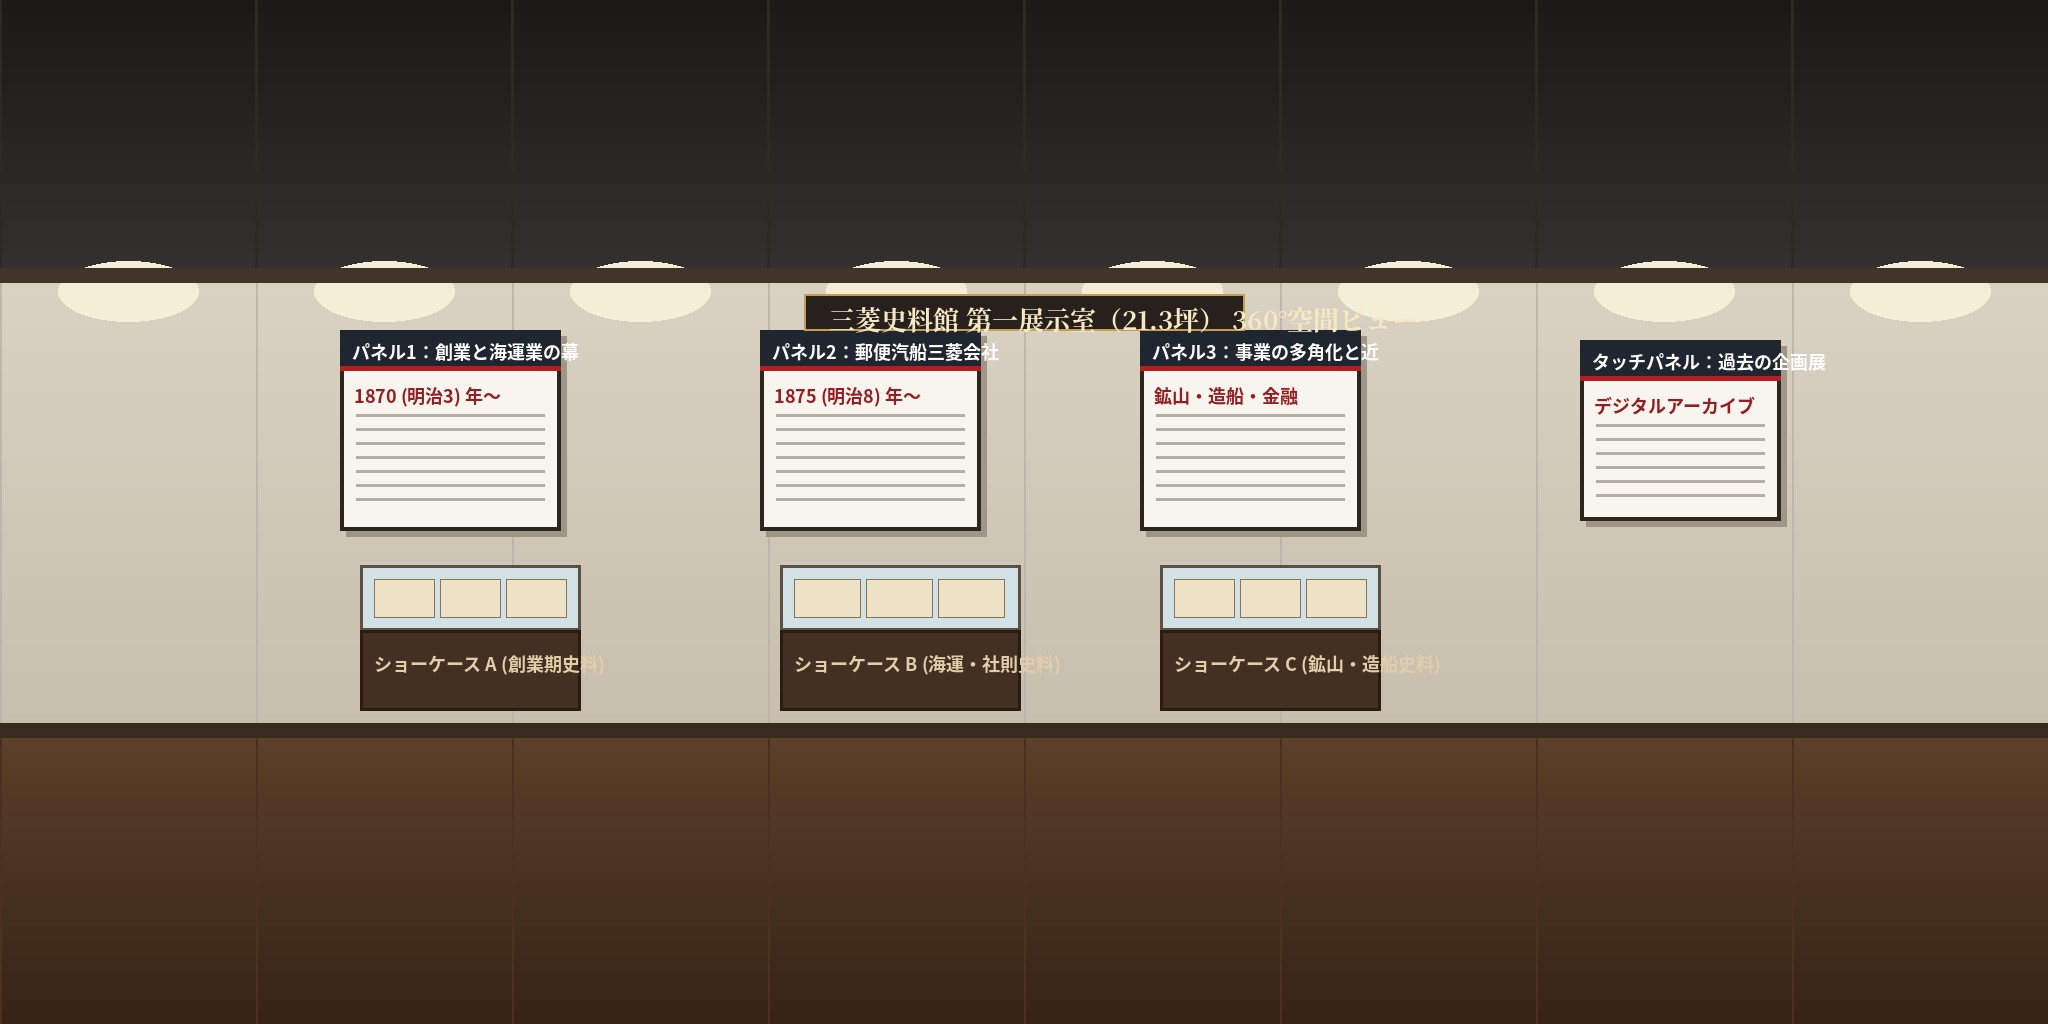 三菱史料館 第一展示室（21.3坪） 360°空間ビュー
パネル1：創業と海運業の幕
1870 (明治3) 年～
パネル2：郵便汽船三菱会社
1875 (明治8) 年～
パネル3：事業の多角化と近
鉱山・造船・金融
タッチパネル：過去の企画展
デジタルアーカイブ
ショーケース A (創業期史料)
ショーケース B (海運・社則史料)
ショーケース C (鉱山・造船史料)